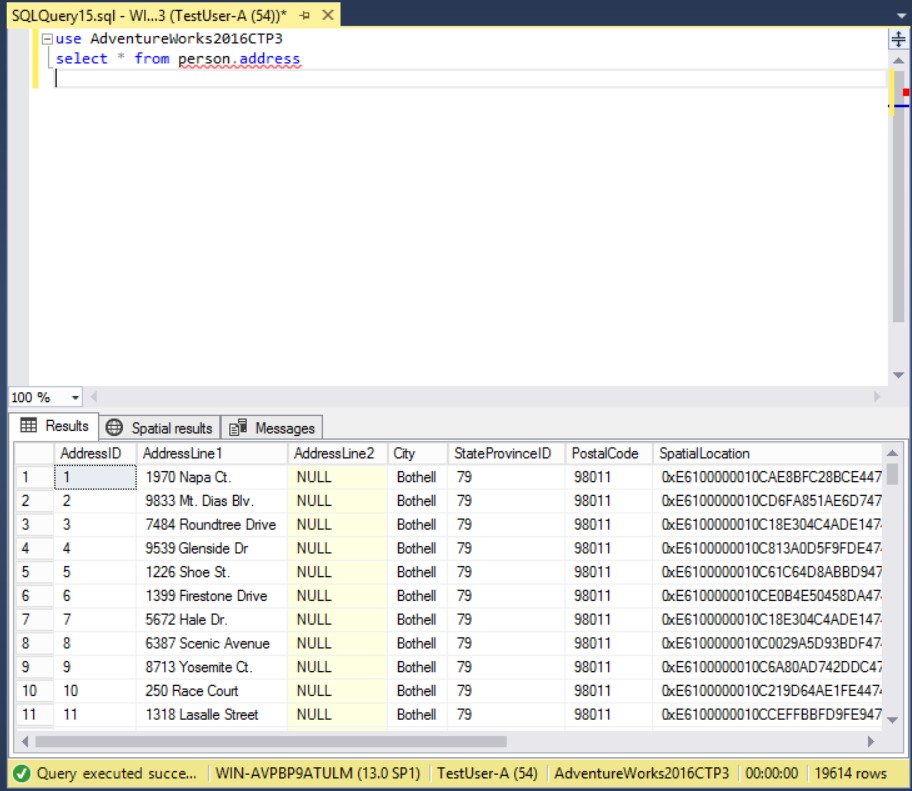 SQLQuery15.sql - WI...3 (TestUser-A (54))*
use AdventureWorks2016CTP3
select * from person.address
100 %
Results Spatial results Messages
AddressID AddressLine1 AddressLine2 City StateProvinceID PostalCode SpatialLocation
1 1 1970 Napa Ct. NULL Bothell 79 98011 0xE6100000010CAE8BFC28BCE447
2 2 9833 Mt. Dias Blv. NULL Bothell 79 98011 0xE6100000010CD6FA851AE6D747
3 3 7484 Roundtree Drive NULL Bothell 79 98011 0xE6100000010C18E304C4ADE147
4 4 9539 Glenside Dr NULL Bothell 79 98011 0xE6100000010C813A0D5F9FDE47
5 5 1226 Shoe St. NULL Bothell 79 98011 0xE6100000010C61C64D8ABBD947
6 6 1399 Firestone Drive NULL Bothell 79 98011 0xE6100000010CE0B4E50458DA47
7 7 5672 Hale Dr. NULL Bothell 79 98011 0xE6100000010C18E304C4ADE147
8 8 6387 Scenic Avenue NULL Bothell 79 98011 0xE6100000010C0029A5D93BDF47
9 9 8713 Yosemite Ct. NULL Bothell 79 98011 0xE6100000010C6A80AD742DDC47
10 10 250 Race Court NULL Bothell 79 98011 0xE6100000010C219D64AE1FE447
11 11 1318 Lasalle Street NULL Bothell 79 98011 0xE6100000010CCEFFBBFD9FE947
Query executed succe... WIN-AVPBP9ATULM (13.0 SP1) TestUser-A (54) AdventureWorks2016CTP3 00:00:00 19614 rows